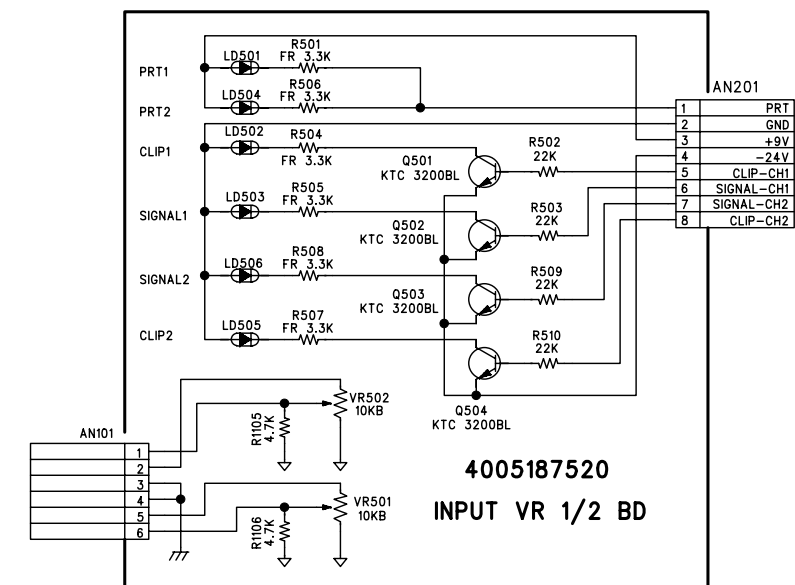 R501
LD501
FR 3.3K
PRT1
R506
AN201
LD504
FR 3.3K
PRT2
1 PRT
2 GND
3 +9V
4 -24V
5 CLIP-CH1
6 SIGNAL-CH1
7 SIGNAL-CH2
8 CLIP-CH2
LD502
R504
CLIP1
FR 3.3K
Q501
KTC 3200BL
R502
22K
R505
LD503
FR 3.3K
SIGNAL1
Q502
KTC 3200BL
R503
22K
R508
LD506
FR 3.3K
SIGNAL2
Q503
KTC 3200BL
R509
22K
R507
LD505
FR 3.3K
CLIP2
R510
22K
Q504
KTC 3200BL
VR502
10KB
R1105
4.7K
AN101
1
2
3
4
5
6
VR501
10KB
R1106
4.7K
4005187520
INPUT VR 1/2 BD